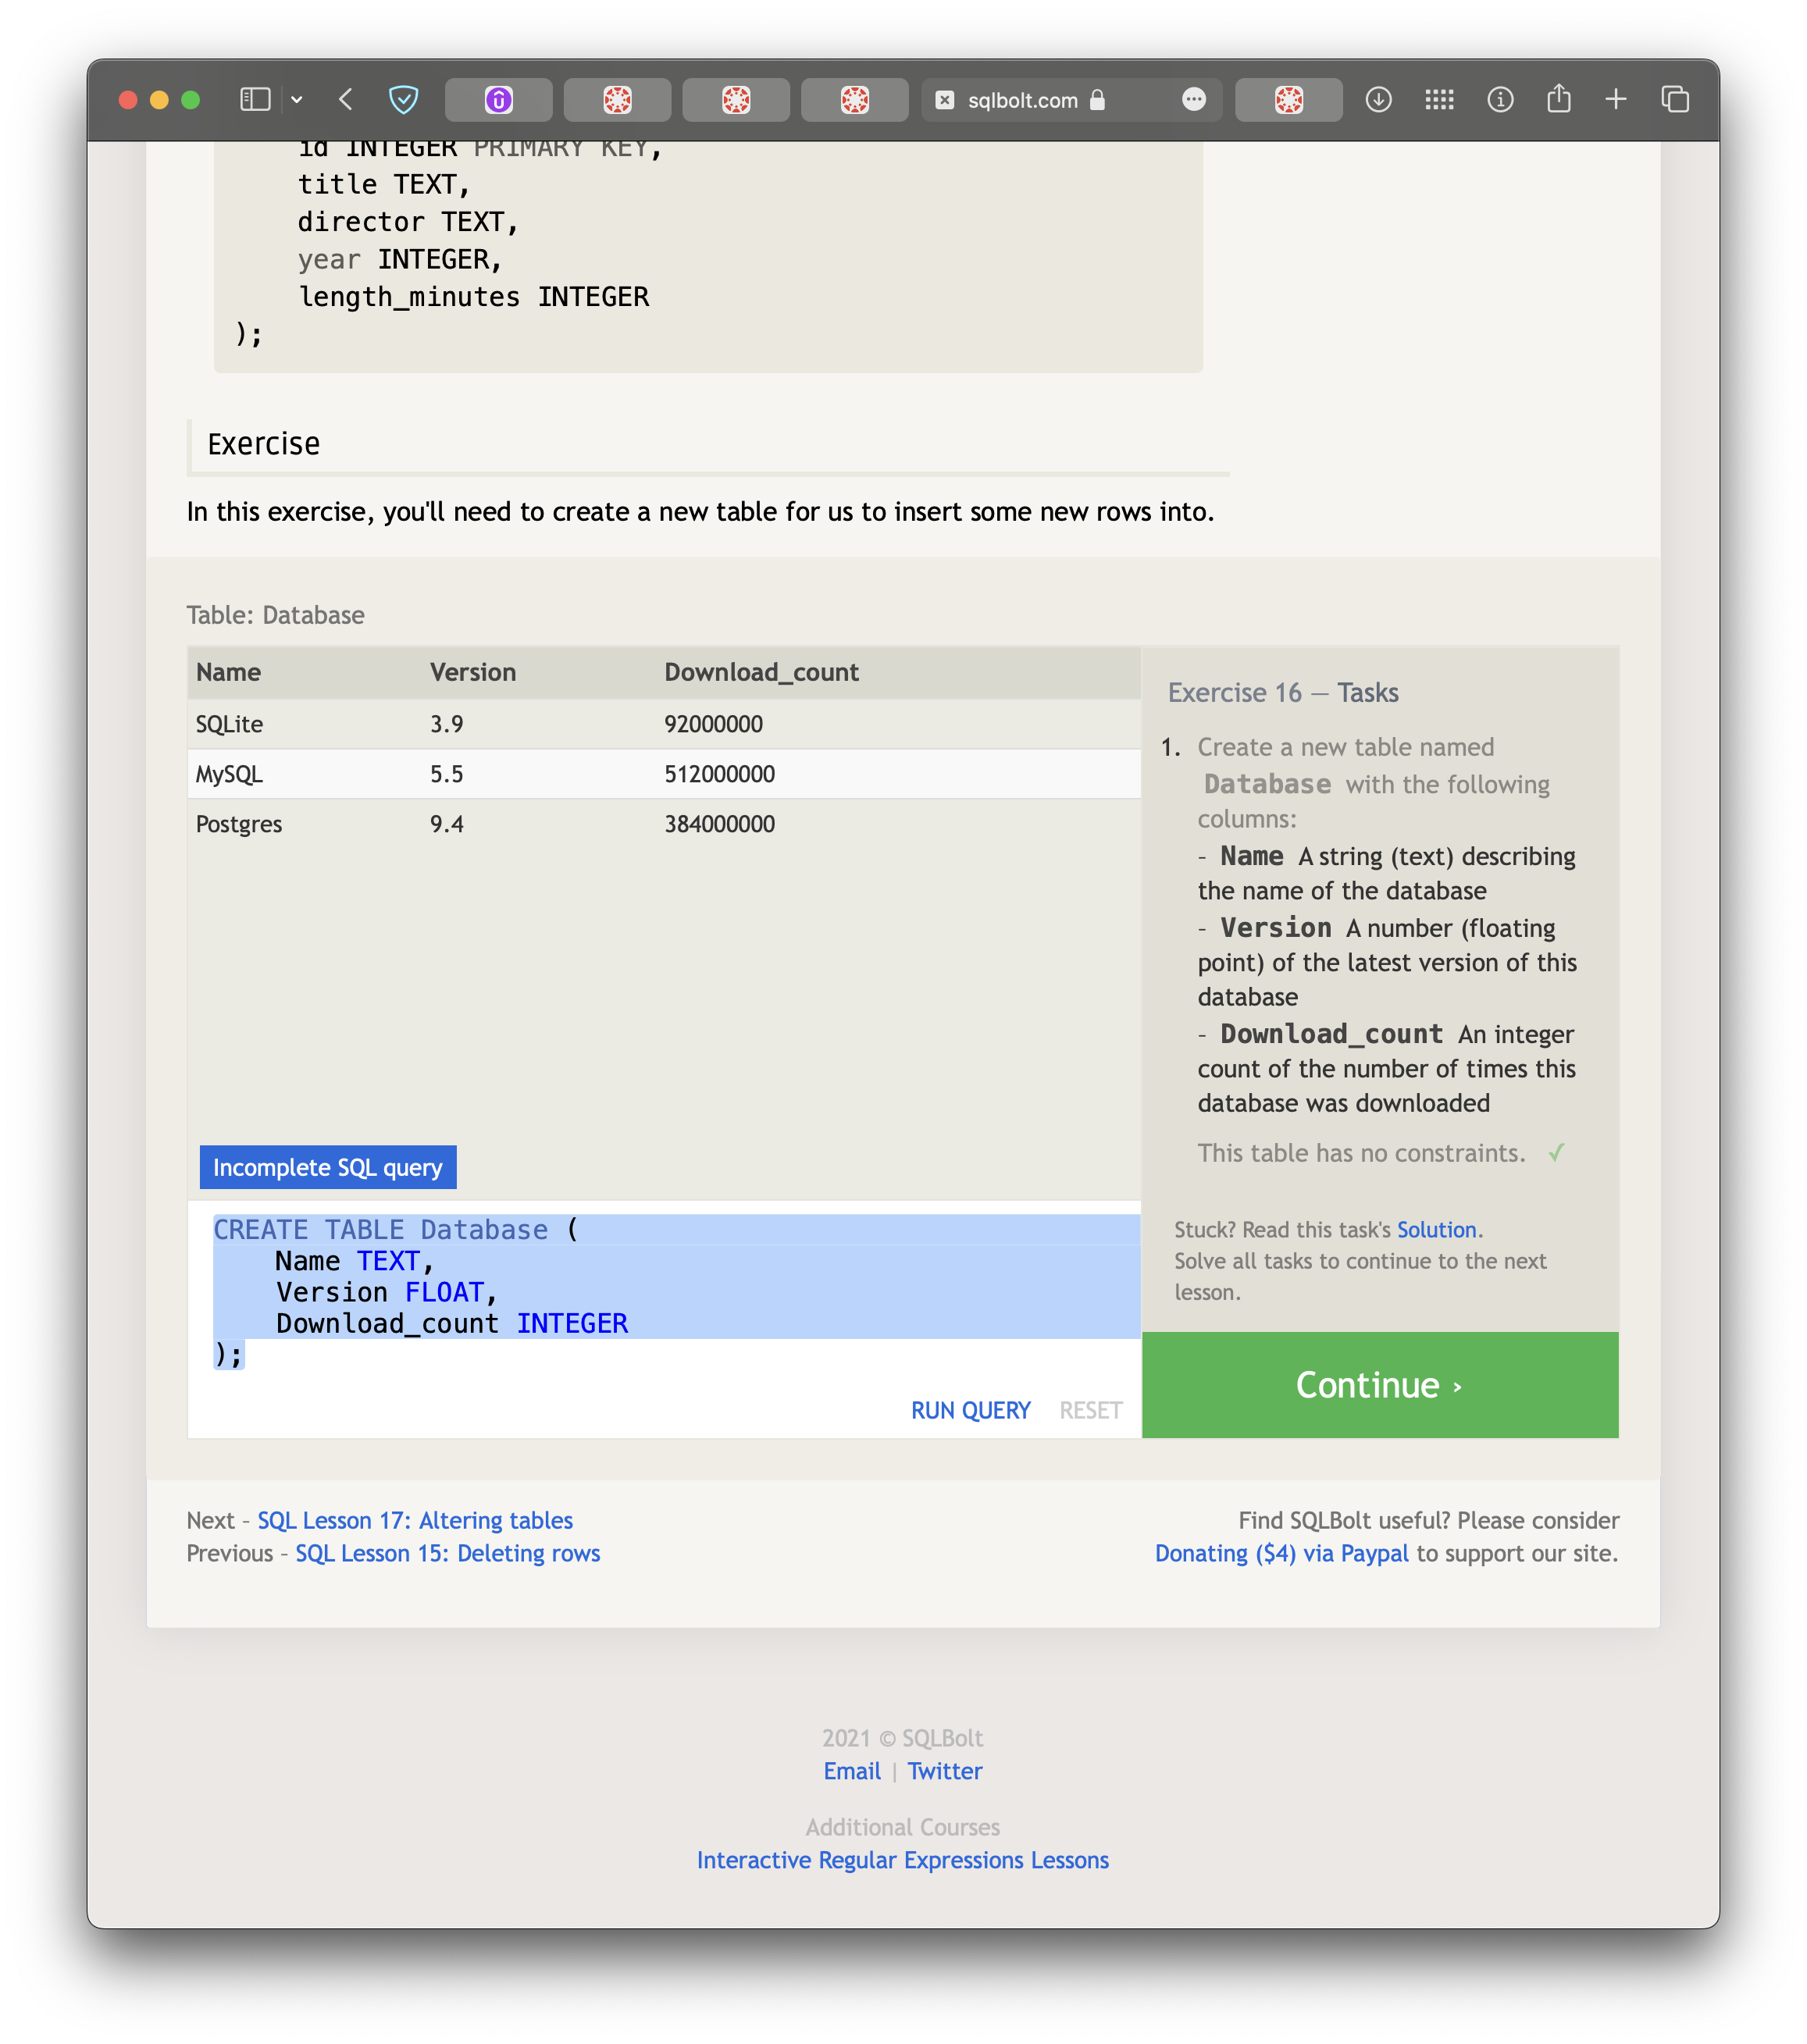 sqlbolt.com
id INTEGER PRIMARY KEY,
title TEXT,
director TEXT,
year INTEGER,
length_minutes INTEGER
);
Exercise
In this exercise, you'll need to create a new table for us to insert some new rows into.
Table: Database
Name Version Download_count
SQLite 3.9 92000000
MySQL 5.5 512000000
Postgres 9.4 384000000
Incomplete SQL query
CREATE TABLE Database (
Name TEXT,
Version FLOAT,
Download_count INTEGER
);
RUN QUERY RESET
Exercise 16 — Tasks
1. Create a new table named
Database with the following
columns:
– Name A string (text) describing
the name of the database
– Version A number (floating
point) of the latest version of this
database
– Download_count An integer
count of the number of times this
database was downloaded
This table has no constraints. ✓
Stuck? Read this task's Solution.
Solve all tasks to continue to the next
lesson.
Continue ›
Next – SQL Lesson 17: Altering tables
Previous – SQL Lesson 15: Deleting rows
Find SQLBolt useful? Please consider
Donating ($4) via Paypal to support our site.
2021 © SQLBolt
Email | Twitter
Additional Courses
Interactive Regular Expressions Lessons